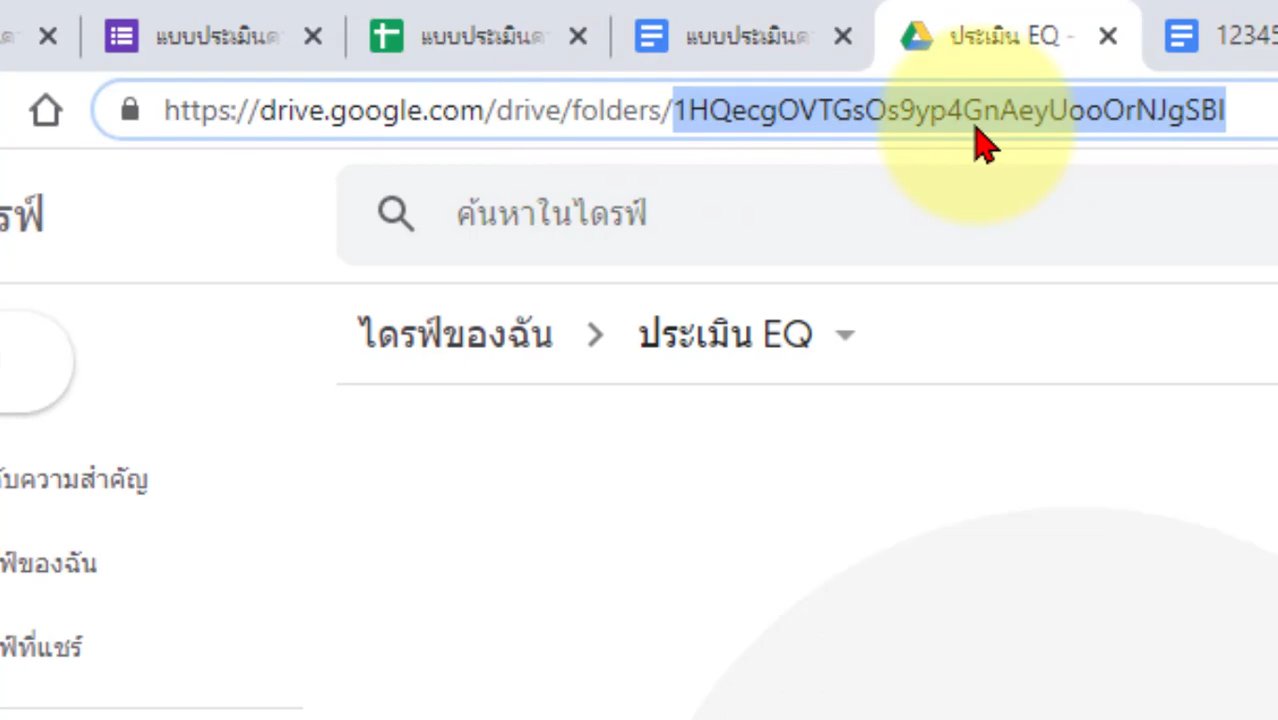 แบบประเมินด แบบประเมินด แบบประเมินด ประเมิน EQ - 12345
https://drive.google.com/drive/folders/1HQecgOVTGsOs9yp4GnAeyUooOrNJgSBI
รฟ์ ค้นหาในไดรฟ์
ไดรฟ์ของฉัน > ประเมิน EQ
ับความสำคัญ
ฟ์ของฉัน
ฟ์ที่แชร์